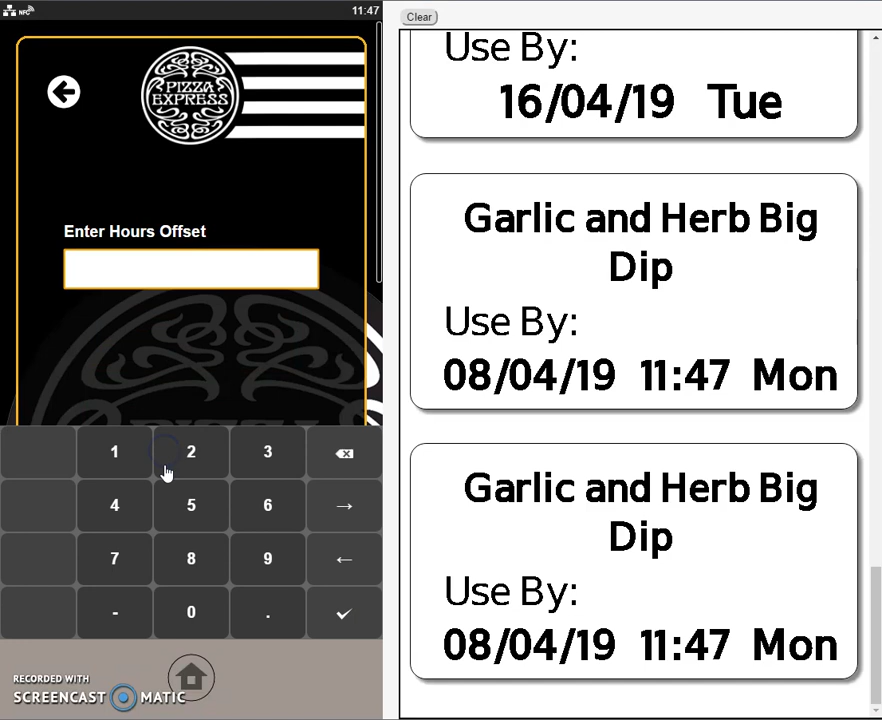 NFC
11:47
Clear
PIZZA
EXPRESS
Enter Hours Offset
1 2 3
4 5 6 →
7 8 9 ←
- 0 . ✓
RECORDED WITH
SCREENCAST MATIC
Use By:
16/04/19 Tue
Garlic and Herb Big
Dip
Use By:
08/04/19 11:47 Mon
Garlic and Herb Big
Dip
Use By:
08/04/19 11:47 Mon